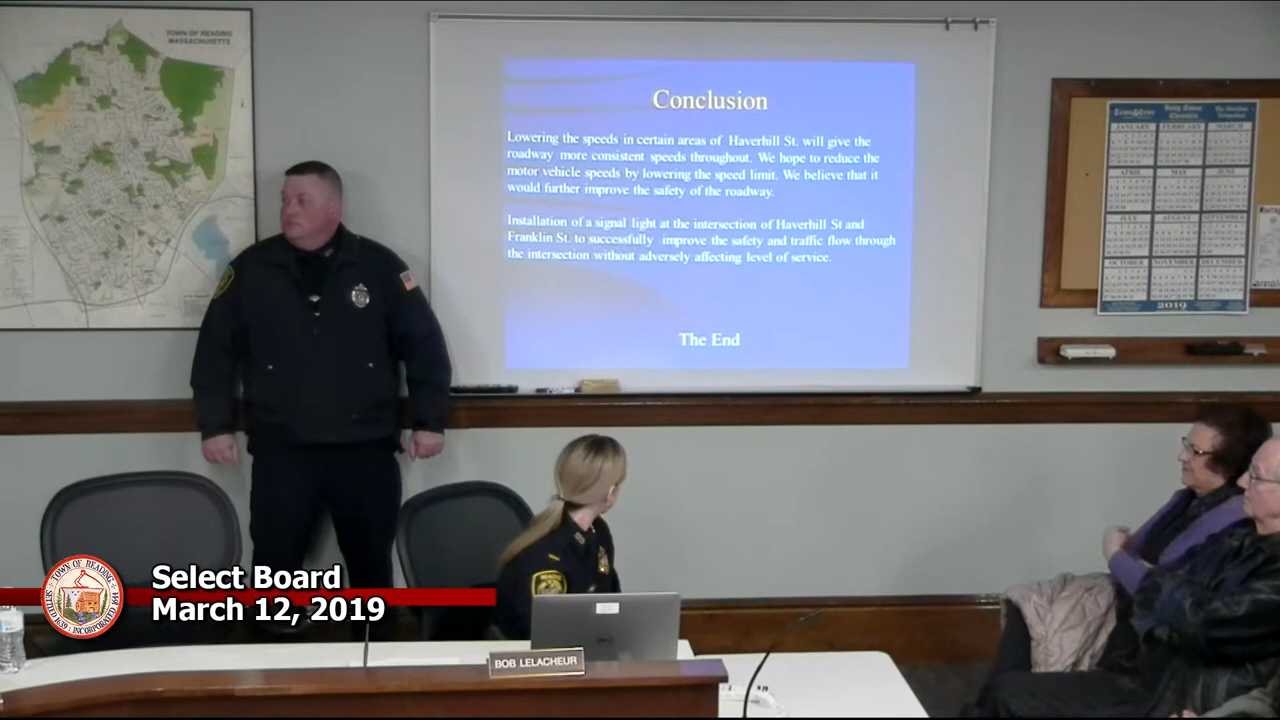 TOWN OF READING
MASSACHUSETTS
Conclusion
Lowering the speeds in certain areas of Haverhill St. will give the
roadway more consistent speeds throughout. We hope to reduce the
motor vehicle speeds by lowering the speed limit. We believe that it
would further improve the safety of the roadway.
Installation of a signal light at the intersection of Haverhill St and
Franklin St. to successfully improve the safety and traffic flow through
the intersection without adversely affecting level of service.
The End
JANUARY FEBRUARY MARCH
APRIL MAY JUNE
JULY AUGUST SEPTEMBER
OCTOBER NOVEMBER DECEMBER
2019
TOWN OF READING
SETTLED 1639 · INCORPORATED 1644
Select Board
March 12, 2019
BOB LELACHEUR